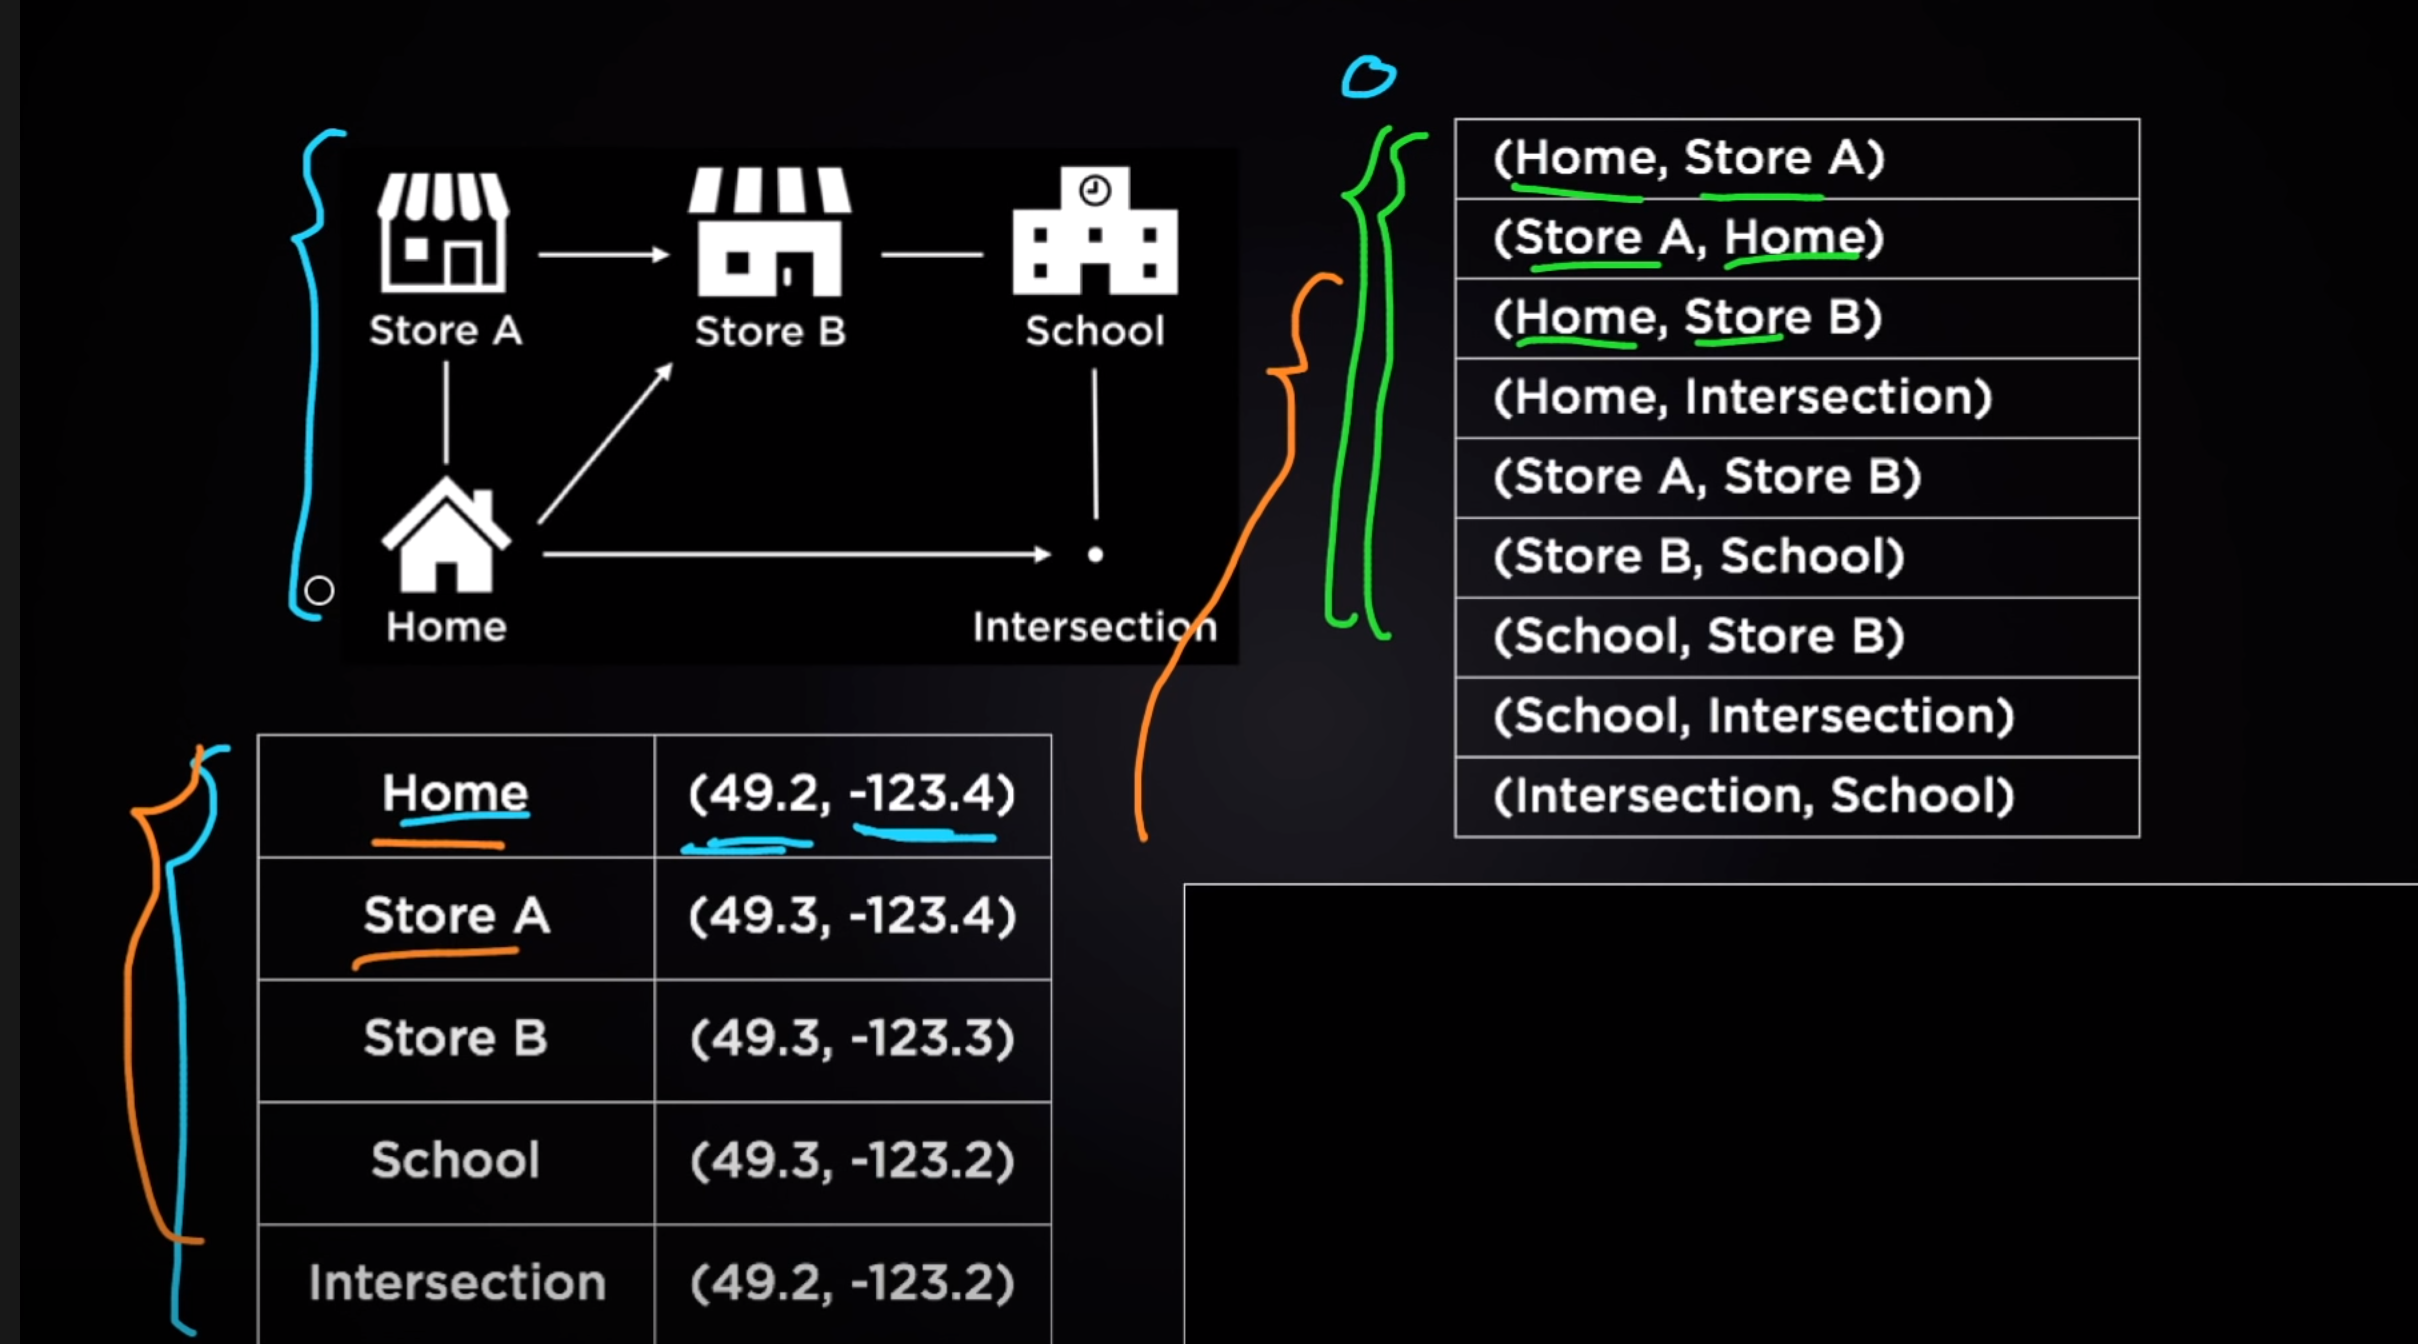 Store A
Store B
School
Home
Intersection
(Home, Store A)
(Store A, Home)
(Home, Store B)
(Home, Intersection)
(Store A, Store B)
(Store B, School)
(School, Store B)
(School, Intersection)
(Intersection, School)
Home (49.2, -123.4)
Store A (49.3, -123.4)
Store B (49.3, -123.3)
School (49.3, -123.2)
Intersection (49.2, -123.2)